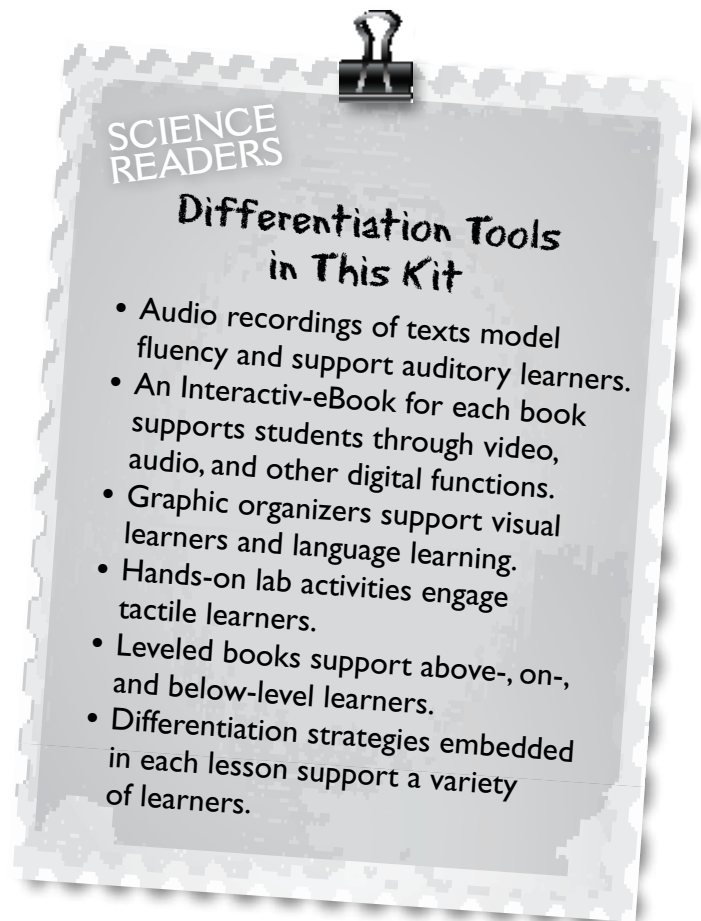 SCIENCE
READERS
Differentiation Tools
in This Kit
• Audio recordings of texts model
fluency and support auditory learners.
• An Interactiv-eBook for each book
supports students through video,
audio, and other digital functions.
• Graphic organizers support visual
learners and language learning.
• Hands-on lab activities engage
tactile learners.
• Leveled books support above-, on-,
and below-level learners.
• Differentiation strategies embedded
in each lesson support a variety
of learners.